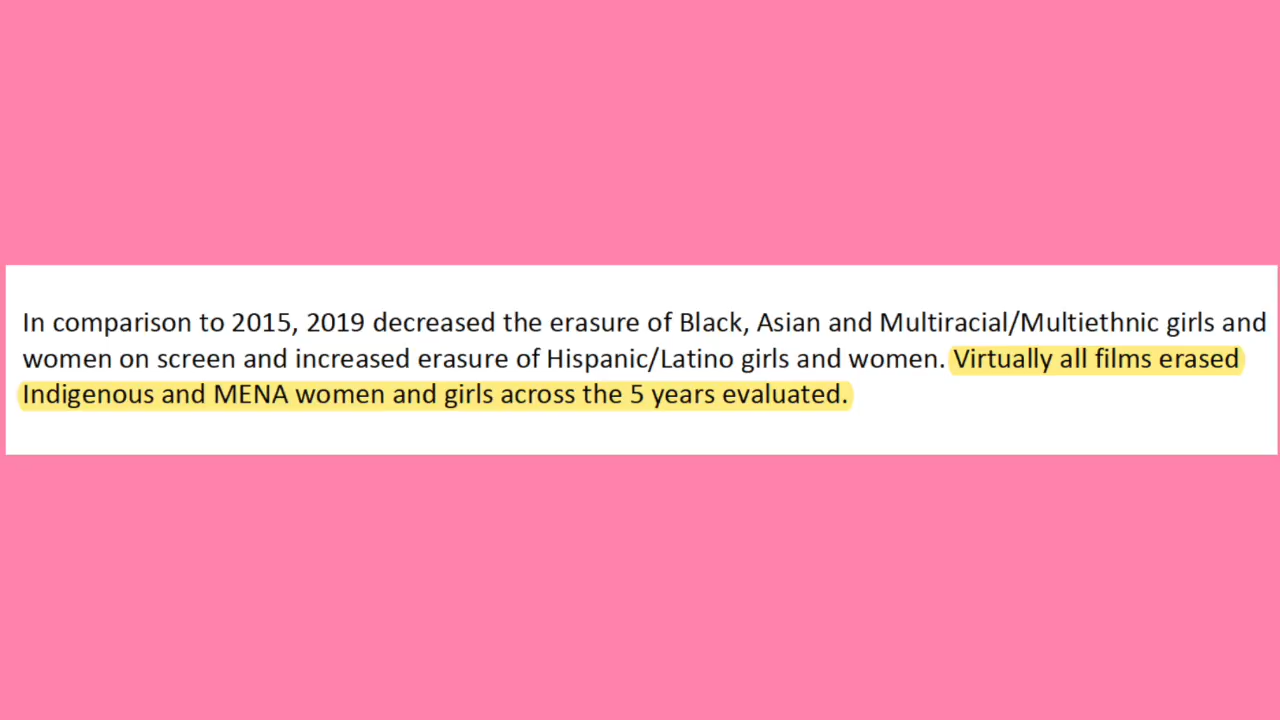 In comparison to 2015, 2019 decreased the erasure of Black, Asian and Multiracial/Multiethnic girls and
women on screen and increased erasure of Hispanic/Latino girls and women. Virtually all films erased
Indigenous and MENA women and girls across the 5 years evaluated.